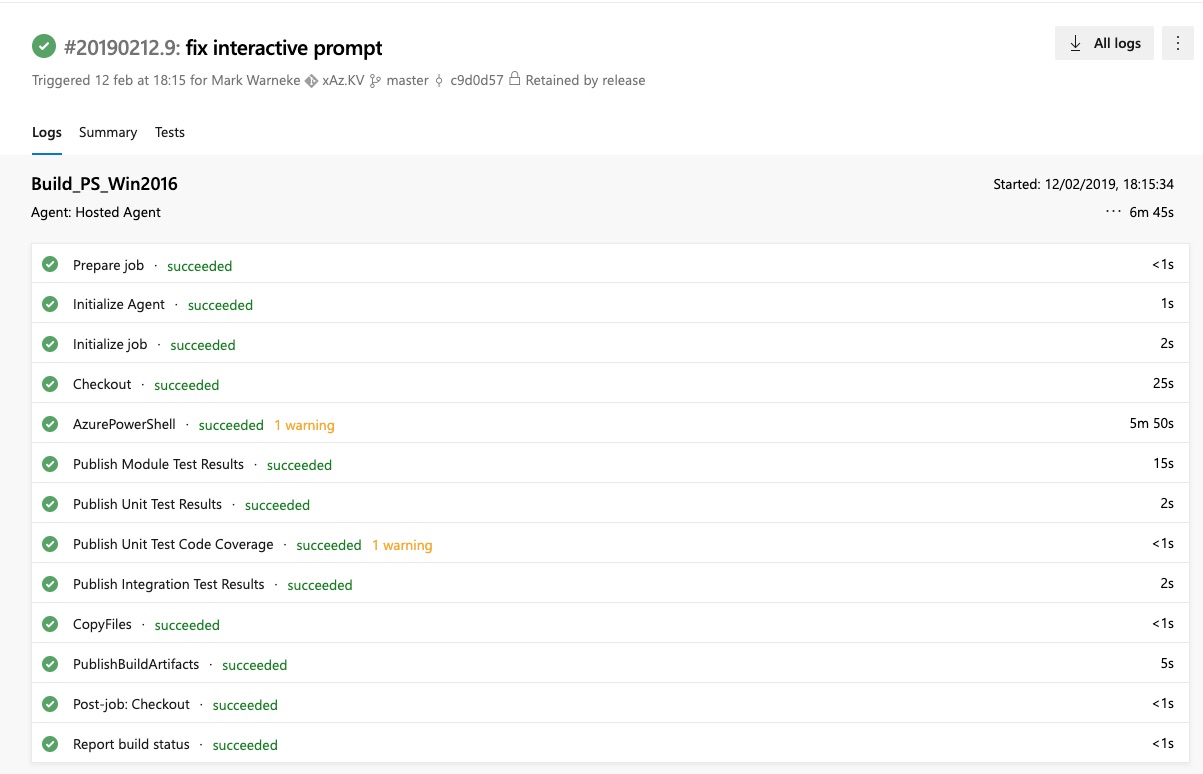 #20190212.9: fix interactive prompt
All logs
Triggered 12 feb at 18:15 for Mark Warneke xAz.KV master c9d0d57 Retained by release
Logs Summary Tests
Build_PS_Win2016
Started: 12/02/2019, 18:15:34
Agent: Hosted Agent
··· 6m 45s
Prepare job · succeeded <1s
Initialize Agent · succeeded 1s
Initialize job · succeeded 2s
Checkout · succeeded 25s
AzurePowerShell · succeeded 1 warning 5m 50s
Publish Module Test Results · succeeded 15s
Publish Unit Test Results · succeeded 2s
Publish Unit Test Code Coverage · succeeded 1 warning <1s
Publish Integration Test Results · succeeded 2s
CopyFiles · succeeded <1s
PublishBuildArtifacts · succeeded 5s
Post-job: Checkout · succeeded <1s
Report build status · succeeded <1s